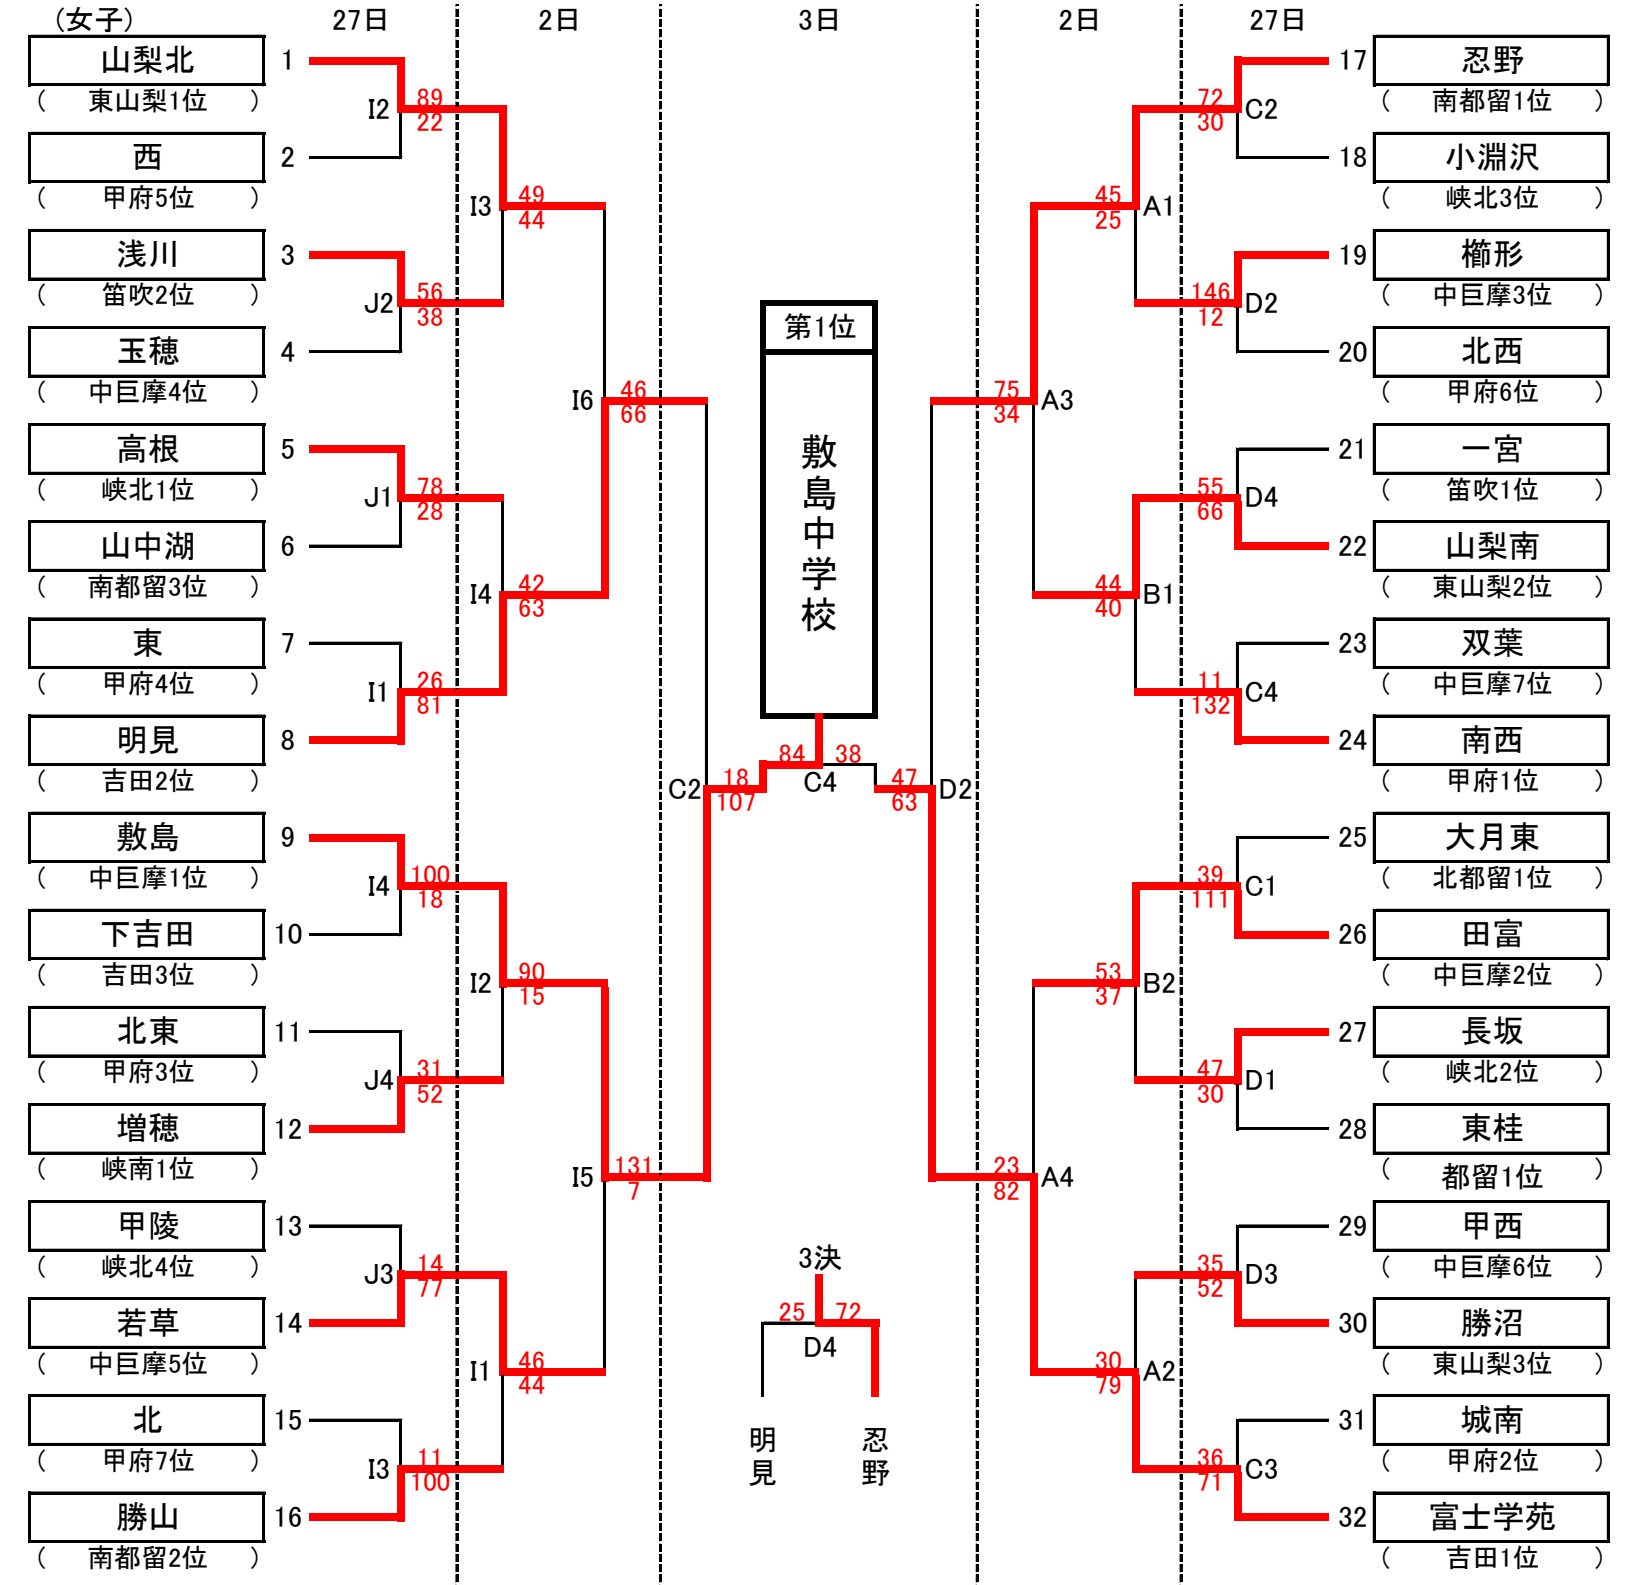 (女子)
27日
2日
3日
2日
27日
山梨北
1
(東山梨1位)
I2
89
22
西
2
(甲府5位)
I3
49
44
浅川
3
(笛吹2位)
J2
56
38
玉穂
4
(中巨摩4位)
I6
46
66
高根
5
(峡北1位)
J1
78
28
山中湖
6
(南都留3位)
I4
42
63
東
7
(甲府4位)
I1
26
81
明見
8
(吉田2位)
C2
18
107
敷島
9
(中巨摩1位)
I4
100
18
下吉田
10
(吉田3位)
I2
90
15
北東
11
(甲府3位)
J4
31
52
増穂
12
(峡南1位)
I5
131
7
甲陵
13
(峡北4位)
J3
14
77
若草
14
(中巨摩5位)
I1
46
44
北
15
(甲府7位)
I3
11
100
勝山
16
(南都留2位)
第1位
敷島中学校
84
38
C4
3決
25
72
D4
明見
忍野
17
忍野
(南都留1位)
72
30
C2
18
小淵沢
(峡北3位)
45
25
A1
19
櫛形
(中巨摩3位)
146
12
D2
20
北西
(甲府6位)
75
34
A3
21
一宮
(笛吹1位)
55
66
D4
22
山梨南
(東山梨2位)
44
40
B1
23
双葉
(中巨摩7位)
11
132
C4
24
南西
(甲府1位)
47
63
D2
25
大月東
(北都留1位)
39
111
C1
26
田富
(中巨摩2位)
53
37
B2
27
長坂
(峡北2位)
47
30
D1
28
東桂
(都留1位)
23
82
A4
29
甲西
(中巨摩6位)
35
52
D3
30
勝沼
(東山梨3位)
30
79
A2
31
城南
(甲府2位)
36
71
C3
32
富士学苑
(吉田1位)